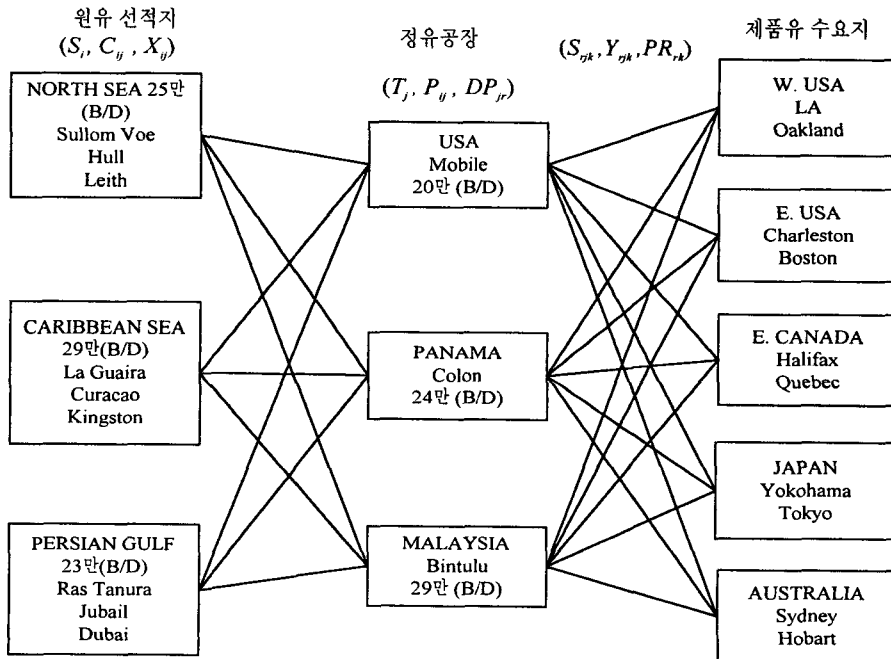 원유 선적지
(S_i, C_ij, X_ij)
NORTH SEA 25만
(B/D)
Sullom Voe
Hull
Leith
CARIBBEAN SEA
29만(B/D)
La Guaira
Curacao
Kingston
PERSIAN GULF
23만(B/D)
Ras Tanura
Jubail
Dubai
정유공장
(T_j, P_ij, DP_jr)
USA
Mobile
20만 (B/D)
PANAMA
Colon
24만 (B/D)
MALAYSIA
Bintulu
29만 (B/D)
(S_rjk, Y_rjk, PR_rk)
제품유 수요지
W. USA
LA
Oakland
E. USA
Charleston
Boston
E. CANADA
Halifax
Quebec
JAPAN
Yokohama
Tokyo
AUSTRALIA
Sydney
Hobart